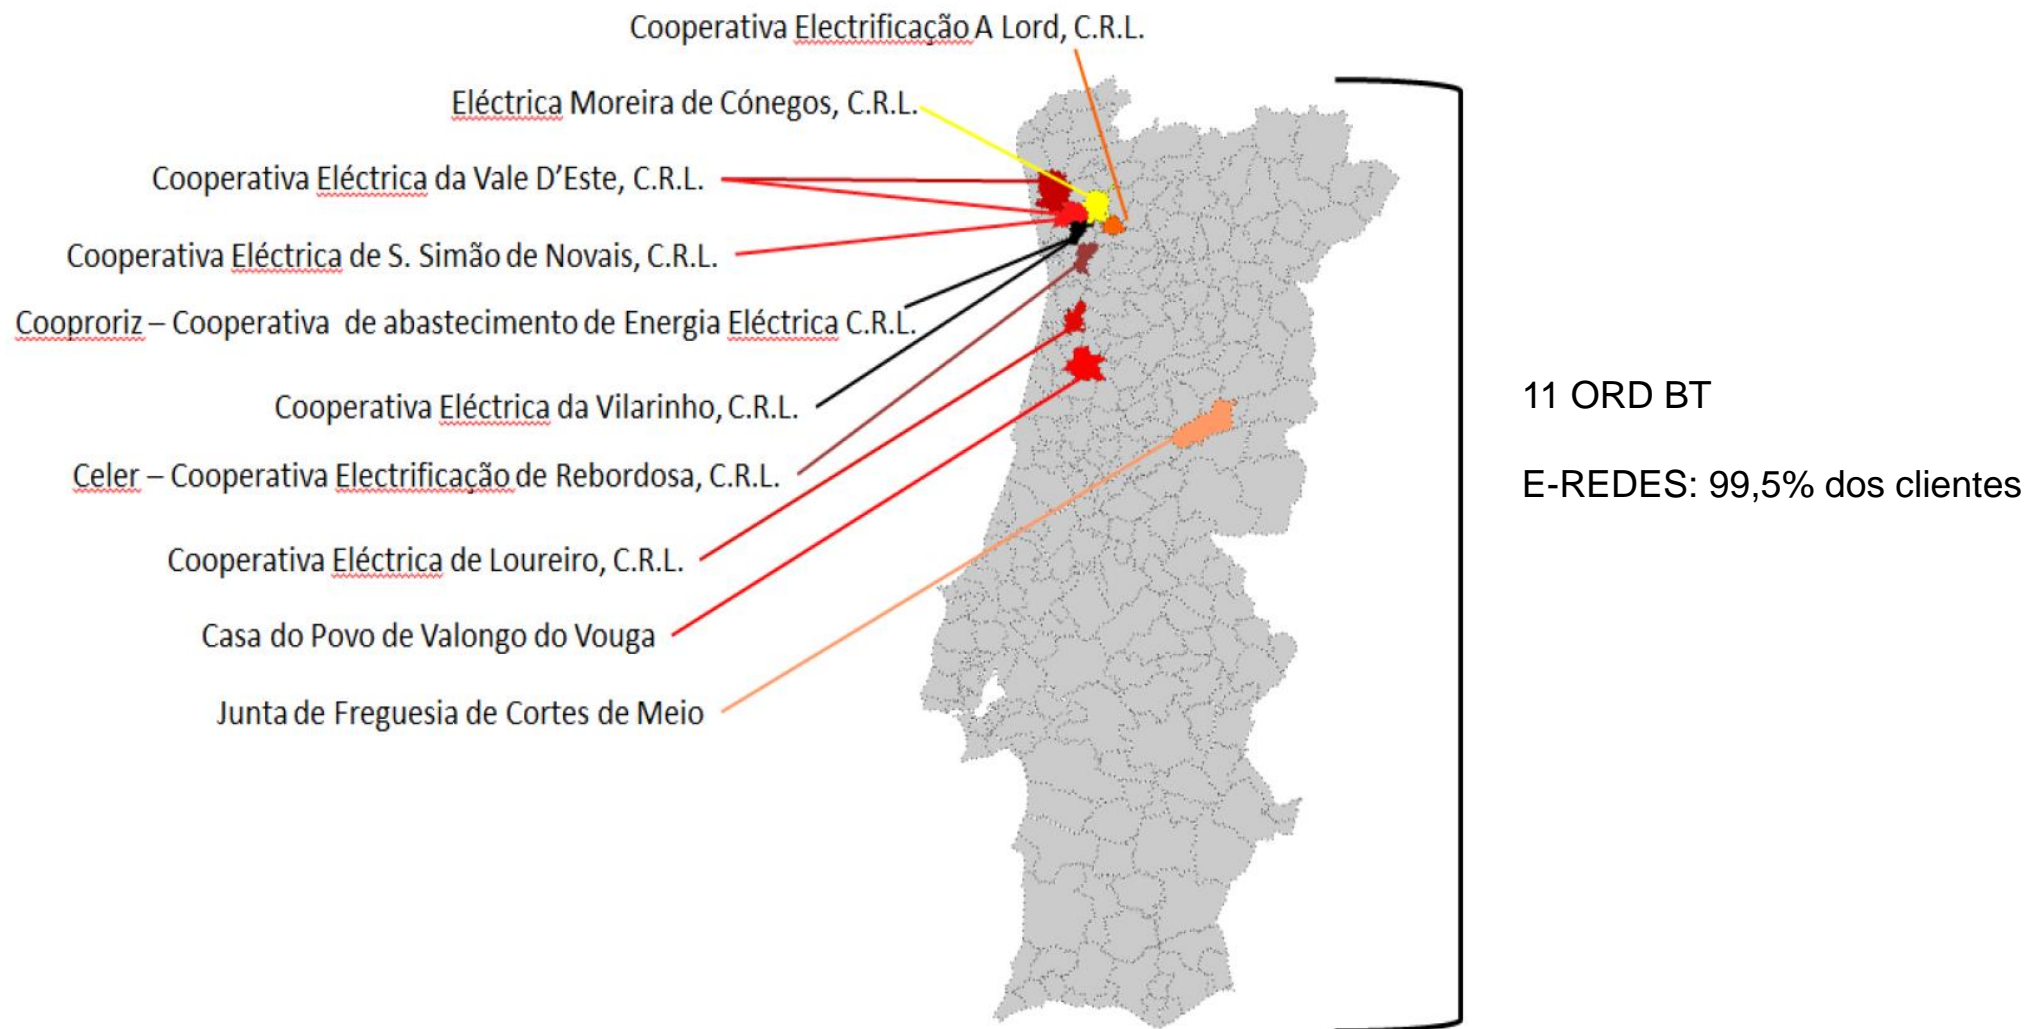 Cooperativa Electrificação A Lord, C.R.L.
Eléctrica Moreira de Cónegos, C.R.L.
Cooperativa Eléctrica da Vale D’Este, C.R.L.
Cooperativa Eléctrica de S. Simão de Novais, C.R.L.
Cooproriz – Cooperativa de abastecimento de Energia Eléctrica C.R.L.
Cooperativa Eléctrica da Vilarinho, C.R.L.
Celer – Cooperativa Electrificação de Rebordosa, C.R.L.
Cooperativa Eléctrica de Loureiro, C.R.L.
Casa do Povo de Valongo do Vouga
Junta de Freguesia de Cortes de Meio
11 ORD BT
E-REDES: 99,5% dos clientes